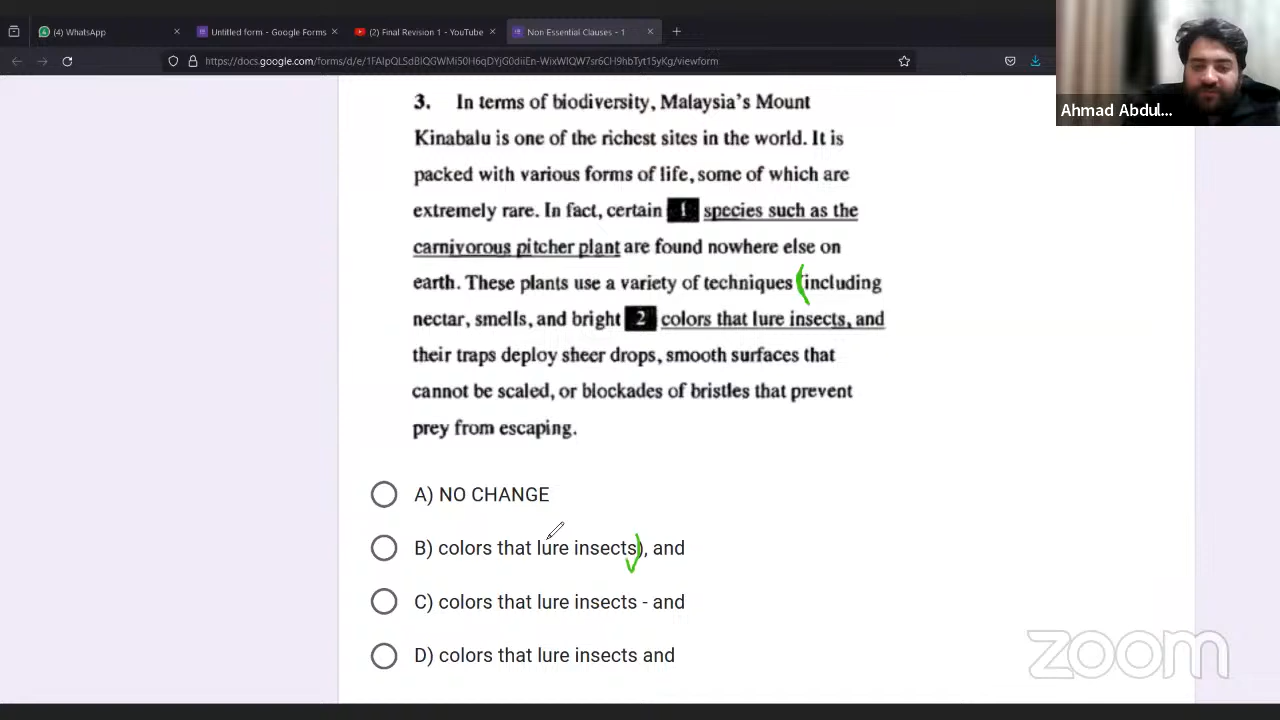 (4) WhatsApp
Untitled form - Google Forms
(2) Final Revision 1 - YouTube
Non Essential Clauses - 1
https://docs.google.com/forms/d/e/1FAIpQLSdBIQGWMi50H6qDYjG0diiEn-WixWIQW7sr6CH9hbTyt15yKg/viewform
Ahmad Abdul...
3. In terms of biodiversity, Malaysia's Mount
Kinabalu is one of the richest sites in the world. It is
packed with various forms of life, some of which are
extremely rare. In fact, certain 1 species such as the
carnivorous pitcher plant are found nowhere else on
earth. These plants use a variety of techniques (including
nectar, smells, and bright 2 colors that lure insects, and
their traps deploy sheer drops, smooth surfaces that
cannot be scaled, or blockades of bristles that prevent
prey from escaping.
A) NO CHANGE
B) colors that lure insects), and
C) colors that lure insects - and
D) colors that lure insects and
zoom